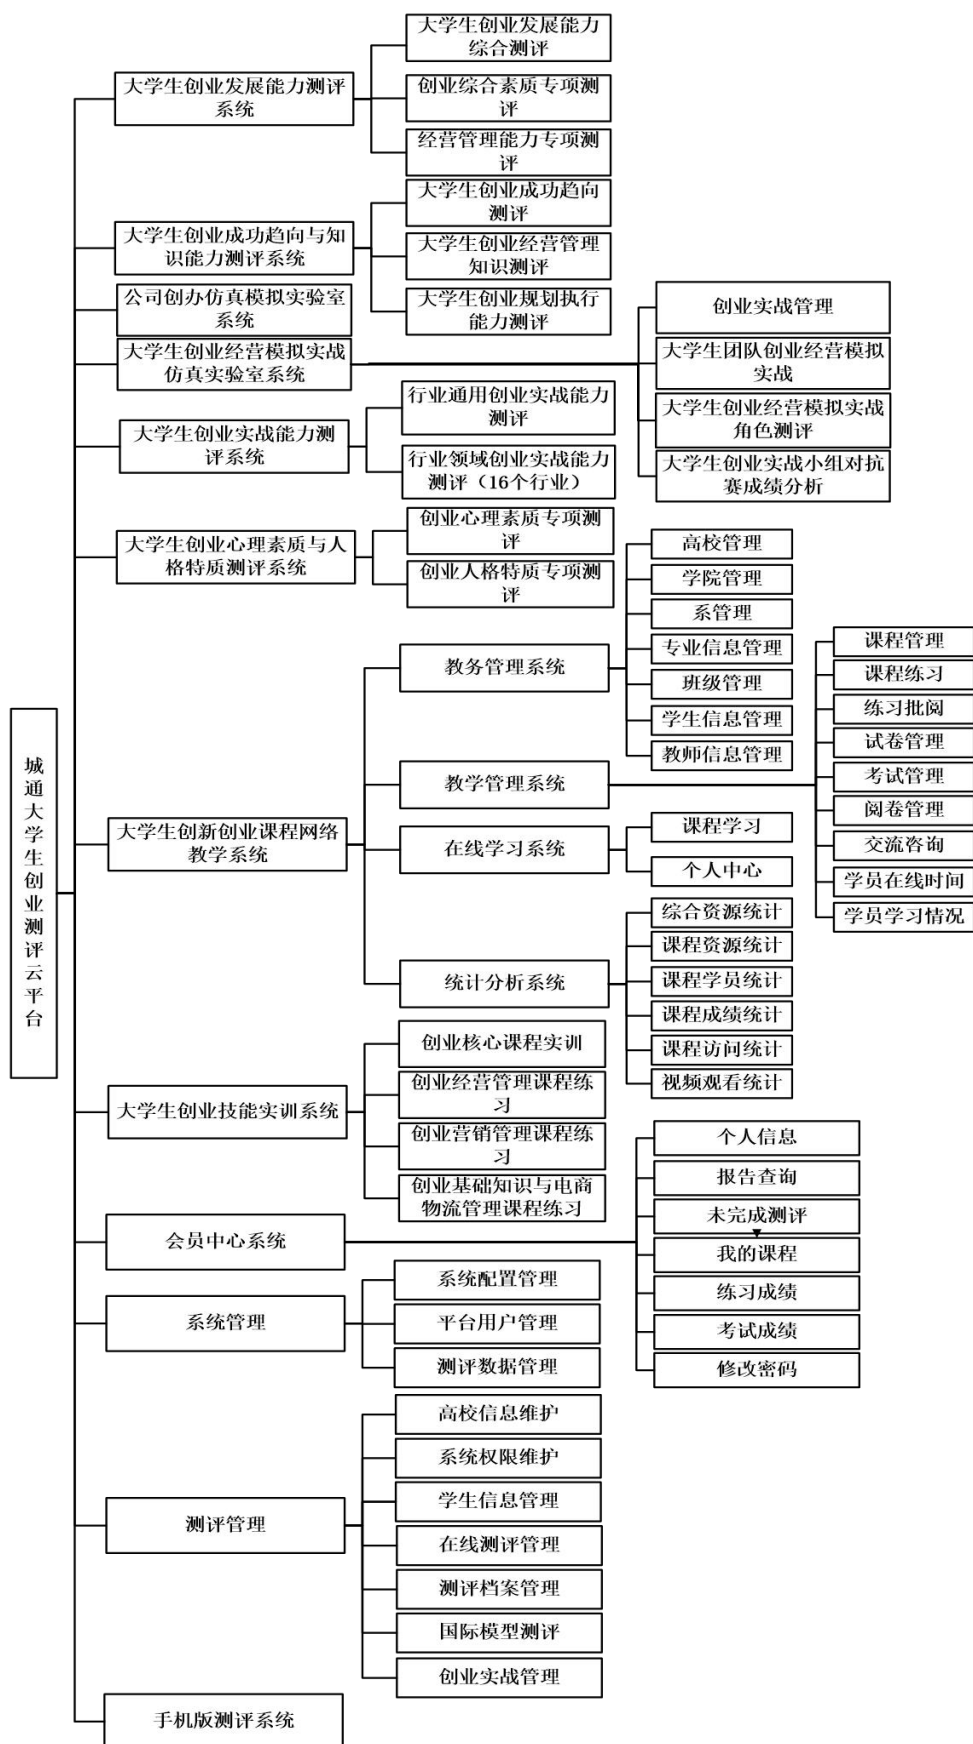 城通大学生创业测评云平台
大学生创业发展能力测评
系统
大学生创业发展能力
综合测评
创业综合素质专项测
评
经营管理能力专项测
评
大学生创业成功趋向与知
识能力测评系统
大学生创业成功趋向
测评
大学生创业经营管理
知识测评
大学生创业规划执行
能力测评
公司创办仿真模拟实验室
系统
大学生创业经营模拟实战
仿真实验室系统
创业实战管理
大学生团队创业经营模拟
实战
大学生创业经营模拟实战
角色测评
大学生创业实战小组对抗
赛成绩分析
大学生创业实战能力测
评系统
行业通用创业实战能力
测评
行业领域创业实战能力
测评（16个行业）
大学生创业心理素质与人
格特质测评系统
创业心理素质专项测
评
创业人格特质专项测
评
大学生创新创业课程网络
教学系统
教务管理系统
高校管理
学院管理
系管理
专业信息管理
班级管理
学生信息管理
教师信息管理
教学管理系统
课程管理
课程练习
练习批阅
试卷管理
考试管理
阅卷管理
交流咨询
学员在线时间
学员学习情况
在线学习系统
课程学习
个人中心
统计分析系统
综合资源统计
课程资源统计
课程学员统计
课程成绩统计
课程访问统计
视频观看统计
大学生创业技能实训系统
创业核心课程实训
创业经营管理课程练
习
创业营销管理课程练
习
创业基础知识与电商
物流管理课程练习
会员中心系统
个人信息
报告查询
未完成测评
我的课程
练习成绩
考试成绩
修改密码
系统管理
系统配置管理
平台用户管理
测评数据管理
测评管理
高校信息维护
系统权限维护
学生信息管理
在线测评管理
测评档案管理
国际模型测评
创业实战管理
手机版测评系统